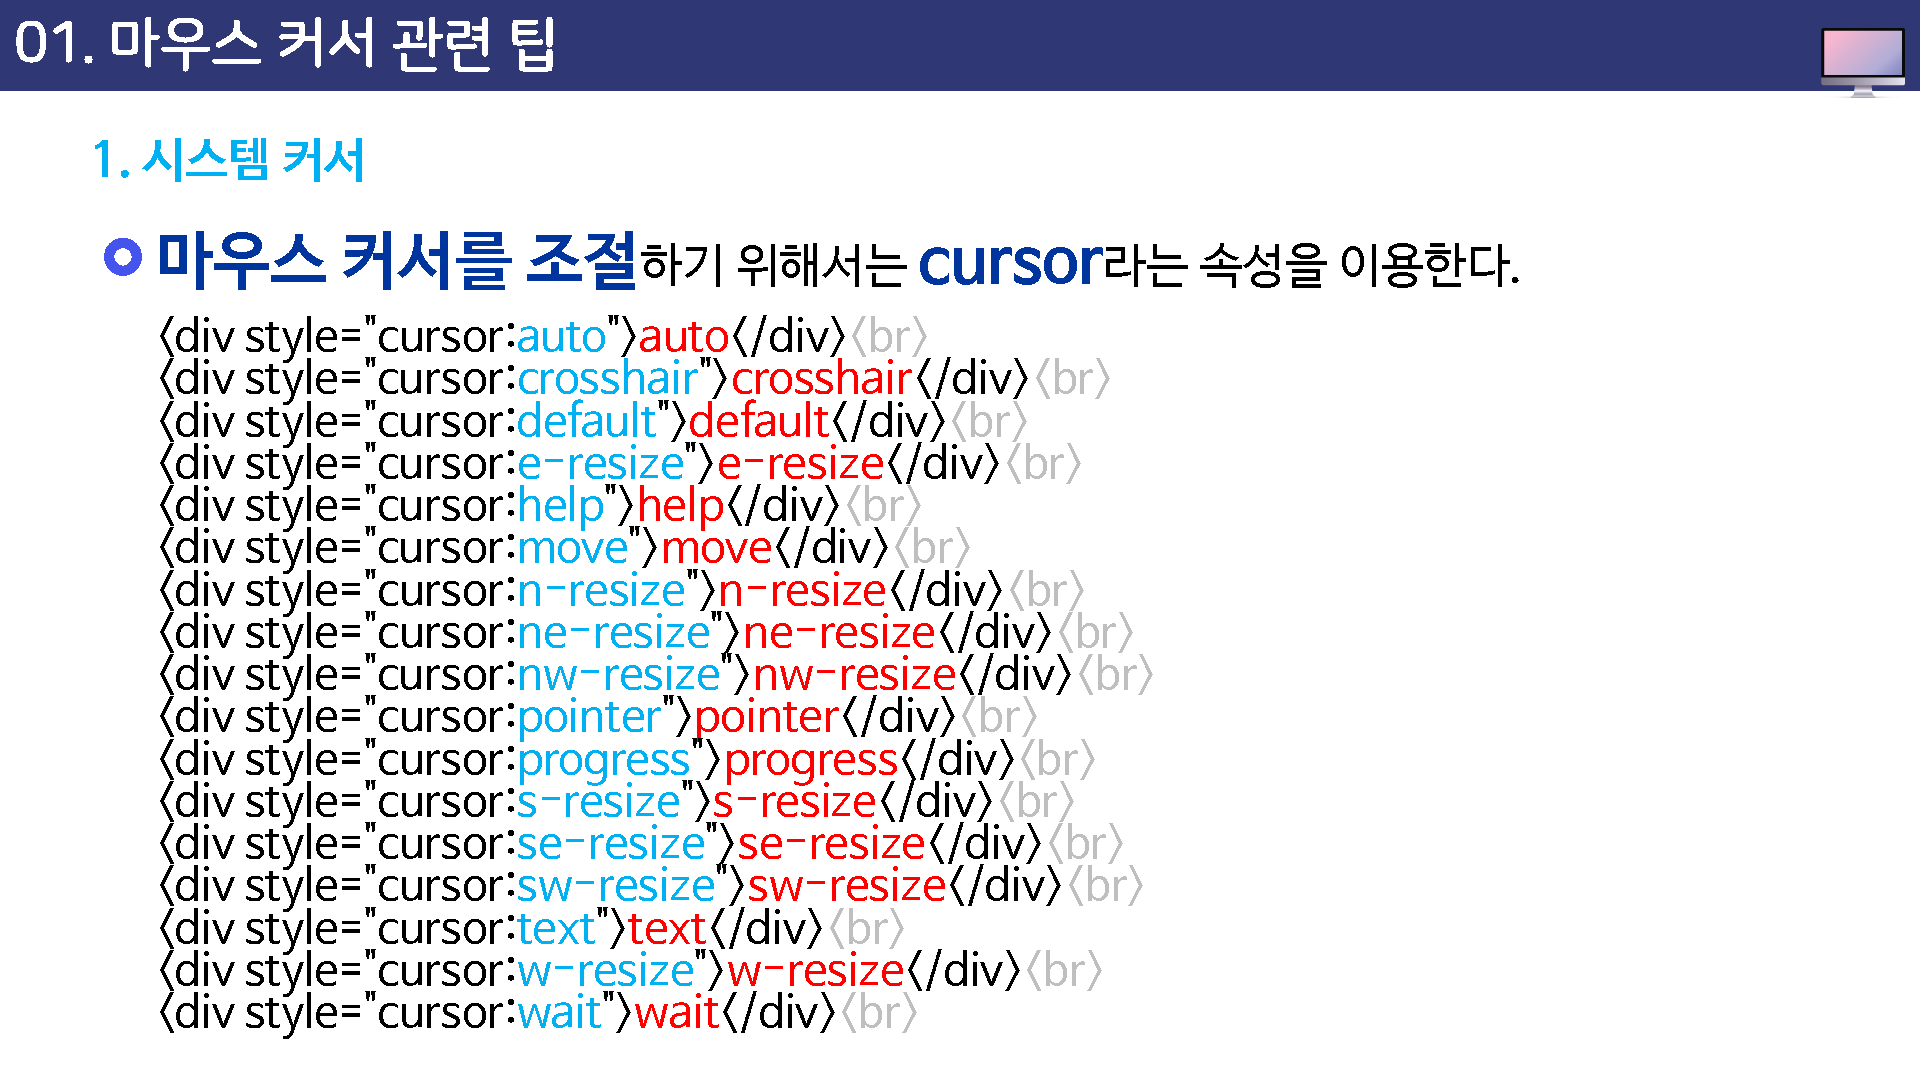 01. 마우스 커서 관련 팁
1. 시스템 커서
마우스 커서를 조절하기 위해서는 cursor라는 속성을 이용한다.
<div style="cursor:auto">auto</div><br>
<div style="cursor:crosshair">crosshair</div><br>
<div style="cursor:default">default</div><br>
<div style="cursor:e-resize">e-resize</div><br>
<div style="cursor:help">help</div><br>
<div style="cursor:move">move</div><br>
<div style="cursor:n-resize">n-resize</div><br>
<div style="cursor:ne-resize">ne-resize</div><br>
<div style="cursor:nw-resize">nw-resize</div><br>
<div style="cursor:pointer">pointer</div><br>
<div style="cursor:progress">progress</div><br>
<div style="cursor:s-resize">s-resize</div><br>
<div style="cursor:se-resize">se-resize</div><br>
<div style="cursor:sw-resize">sw-resize</div><br>
<div style="cursor:text">text</div><br>
<div style="cursor:w-resize">w-resize</div><br>
<div style="cursor:wait">wait</div><br>